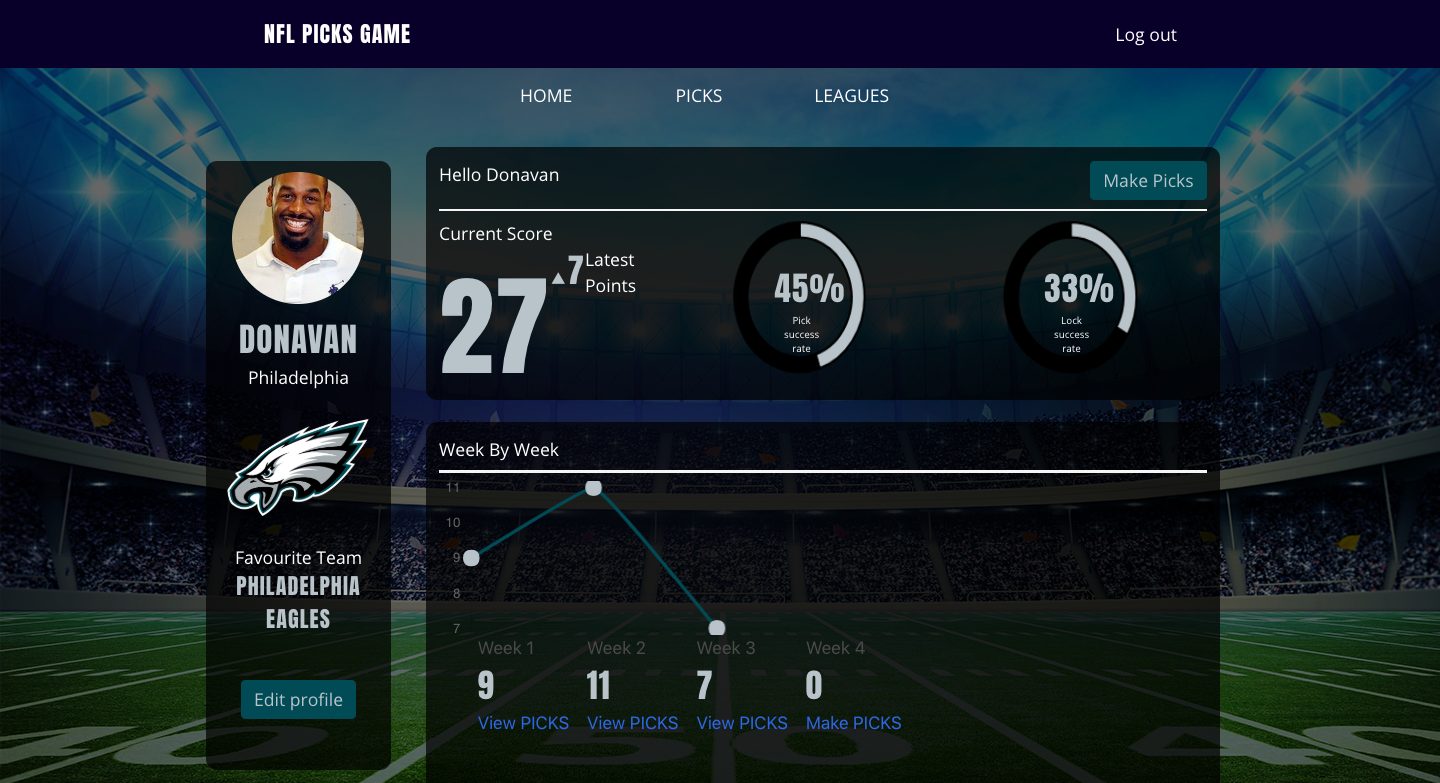 NFL PICKS GAME
Log out
HOME PICKS LEAGUES
DONAVAN
Philadelphia
Favourite Team
PHILADELPHIA
EAGLES
Edit profile
Hello Donavan
Make Picks
Current Score
27
▲7 Latest
Points
45%
Pick
success
rate
33%
Lock
success
rate
Week By Week
11
10
9
8
7
Week 1 Week 2 Week 3 Week 4
9 11 7 0
View PICKS View PICKS View PICKS Make PICKS